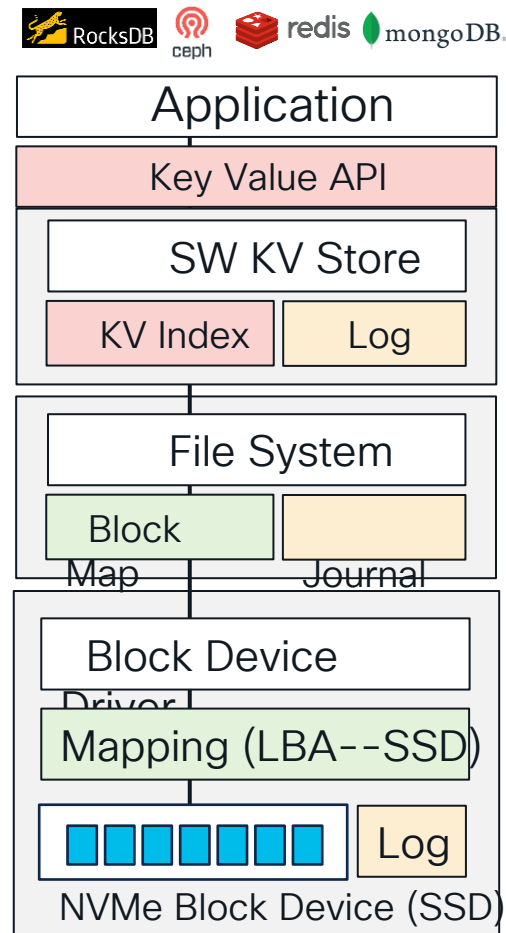 RocksDB ceph redis mongoDB.
Application
Key Value API
SW KV Store
KV Index Log
File System
Block
Map Journal
Block Device
Driver
Mapping (LBA--SSD)
Log
NVMe Block Device (SSD)